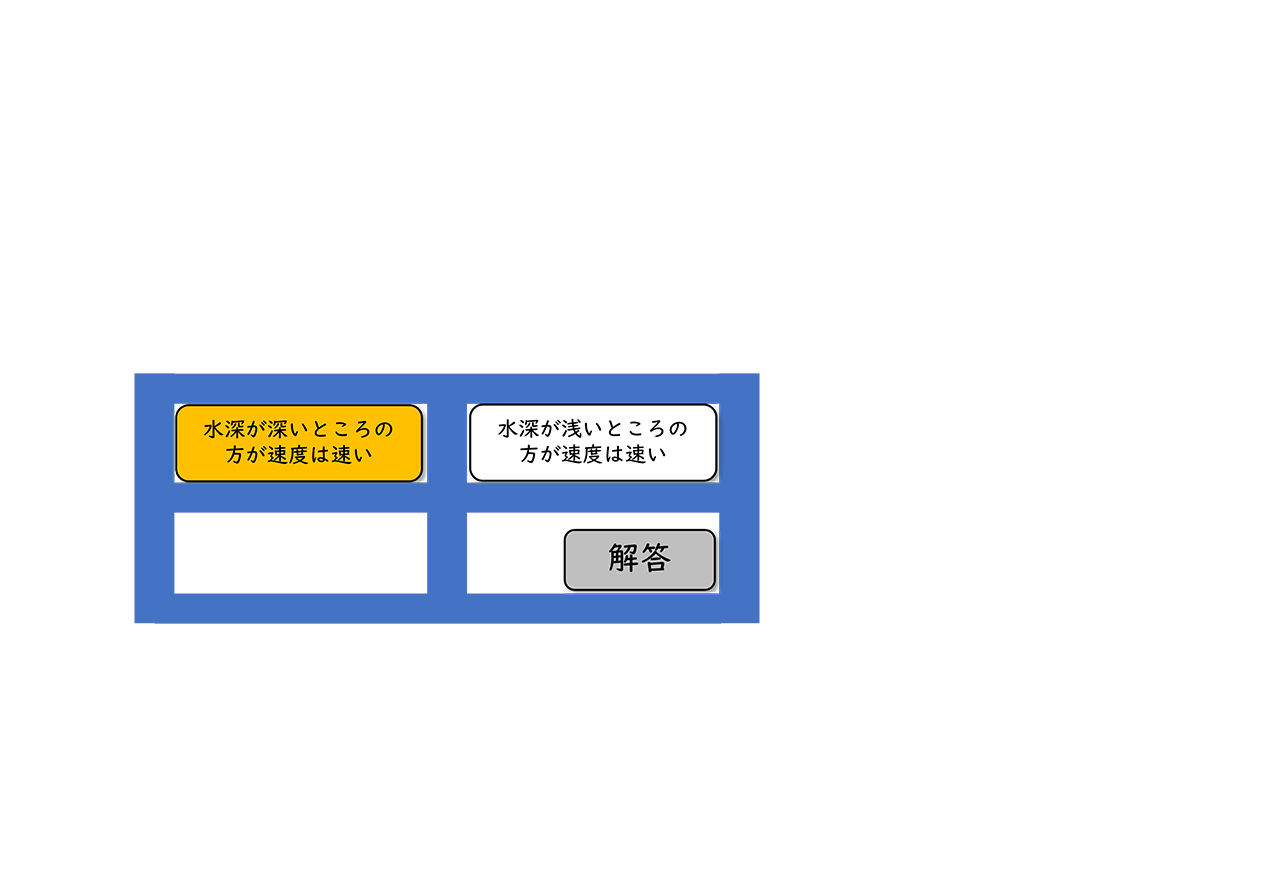 水深が深いところの
方が速度は速い
水深が浅いところの
方が速度は速い
解答